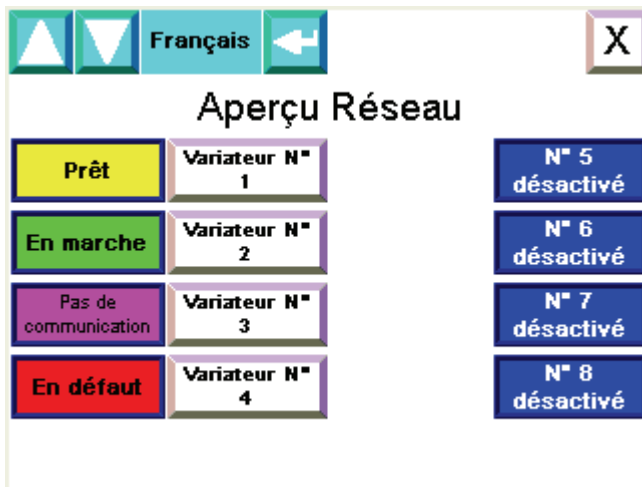 Français
X
Aperçu Réseau
Prêt
Variateur N°
1
N° 5
désactivé
En marche
Variateur N°
2
N° 6
désactivé
Pas de
communication
Variateur N°
3
N° 7
désactivé
En défaut
Variateur N°
4
N° 8
désactivé